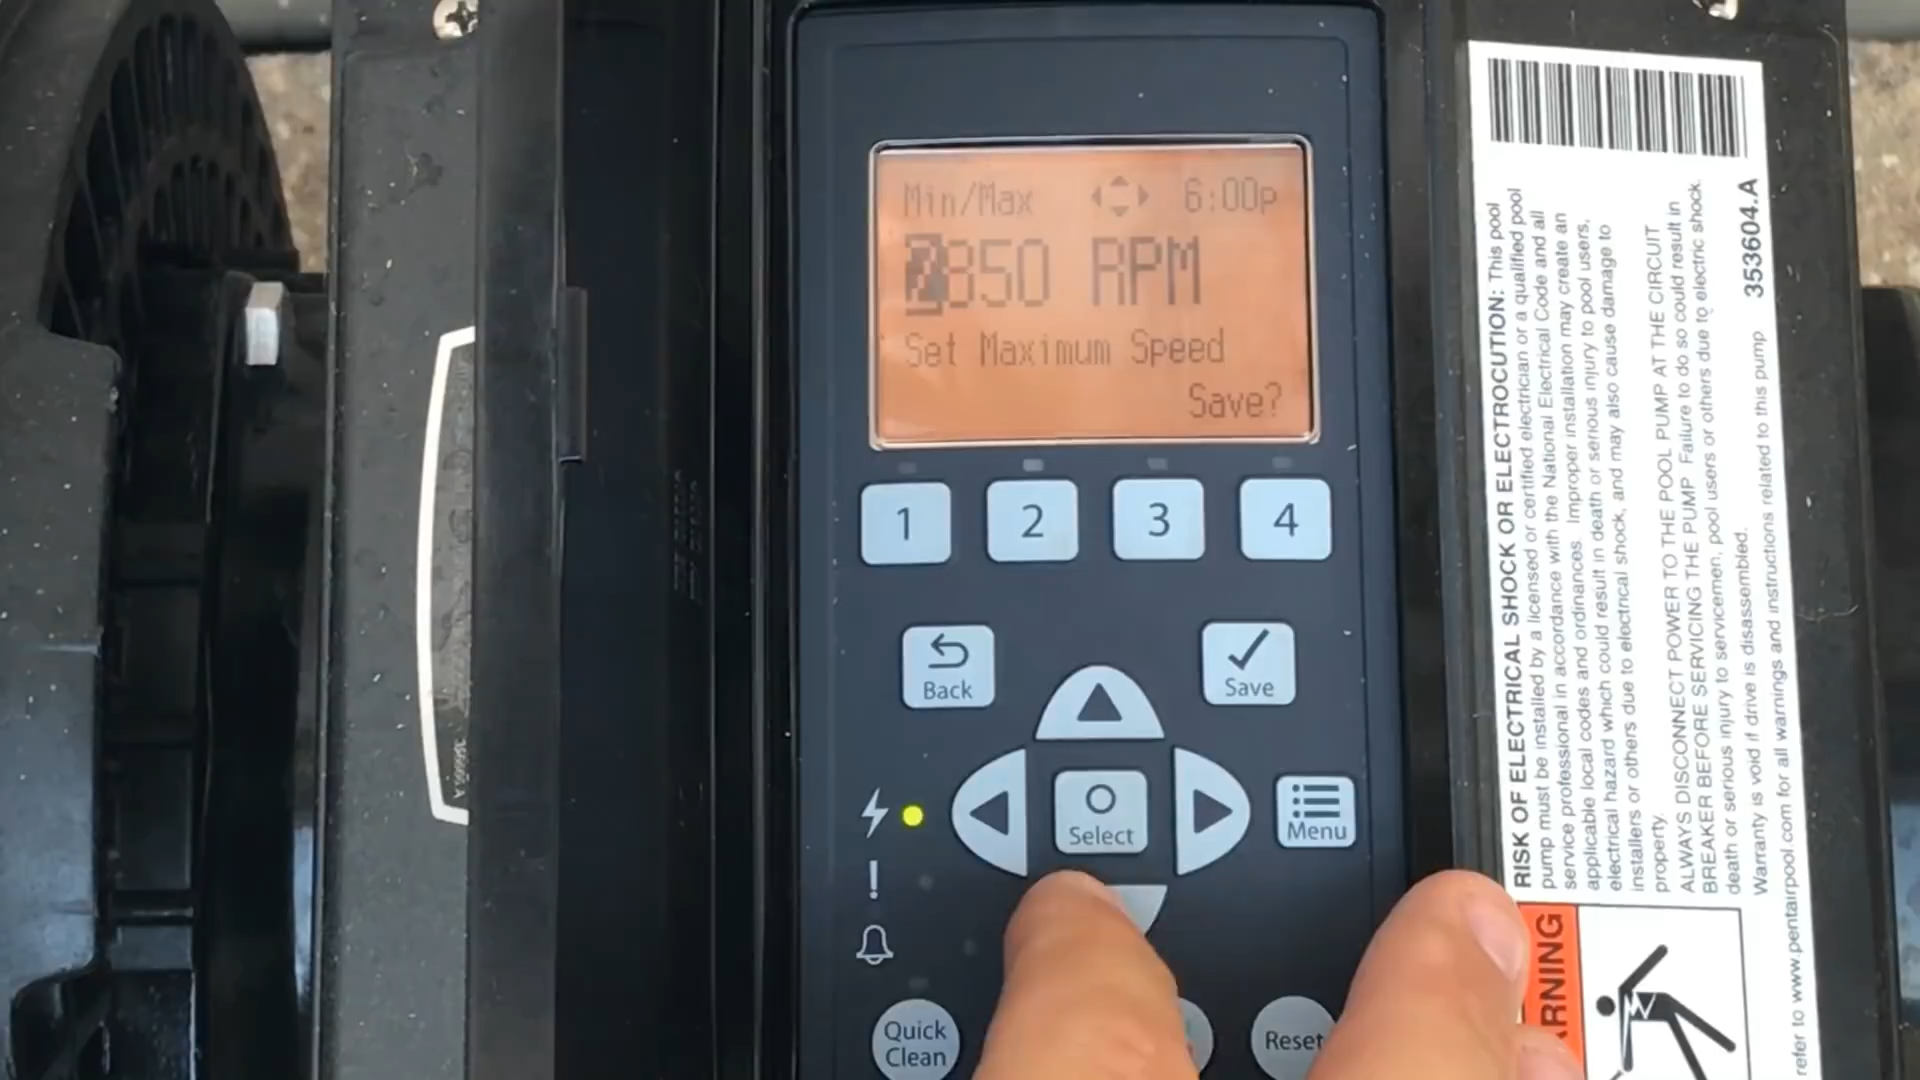 Min/Max 6:00p
2850 RPM
Set Maximum Speed
Save?
1 2 3 4
Back
Save
Select
Menu
Quick
Clean
Reset
353604.A
RISK OF ELECTRICAL SHOCK OR ELECTROCUTION: This pool
pump must be installed by a licensed or certified electrician or a qualified pool
service professional in accordance with the National Electrical Code and all
applicable local codes and ordinances. Improper installation may create an
electrical hazard which could result in death or serious injury to pool users,
installers or others due to electrical shock, and may also cause damage to
property.
ALWAYS DISCONNECT POWER TO THE POOL PUMP AT THE CIRCUIT
BREAKER BEFORE SERVICING THE PUMP. Failure to do so could result in
death or serious injury to servicemen, pool users or others due to electric shock.
Warranty is void if drive is disassembled.
refer to www.pentairpool.com for all warnings and instructions related to this pump
ARNING